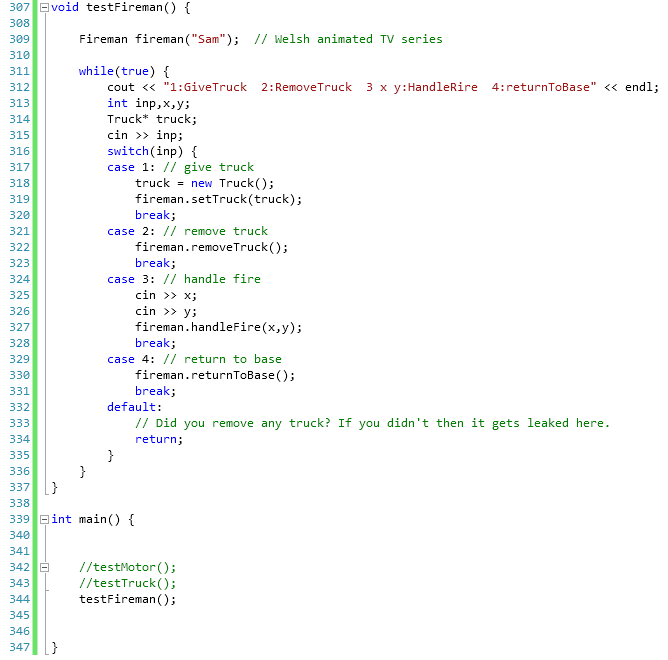 307 void testFireman() {
308
309     Fireman fireman("Sam");  // Welsh animated TV series
310
311     while(true) {
312         cout << "1:GiveTruck  2:RemoveTruck  3 x y:HandleRire  4:returnToBase" << endl;
313         int inp,x,y;
314         Truck* truck;
315         cin >> inp;
316         switch(inp) {
317         case 1: // give truck
318             truck = new Truck();
319             fireman.setTruck(truck);
320             break;
321         case 2: // remove truck
322             fireman.removeTruck();
323             break;
324         case 3: // handle fire
325             cin >> x;
326             cin >> y;
327             fireman.handleFire(x,y);
328             break;
329         case 4: // return to base
330             fireman.returnToBase();
331             break;
332         default:
333             // Did you remove any truck? If you didn't then it gets leaked here.
334             return;
335         }
336     }
337 }
338
339 int main() {
340
341
342     //testMotor();
343     //testTruck();
344     testFireman();
345
346
347 }